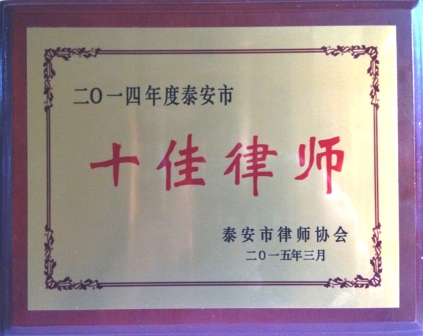 二〇一四年度泰安市
十佳律师
泰安市律师协会
二〇一五年三月